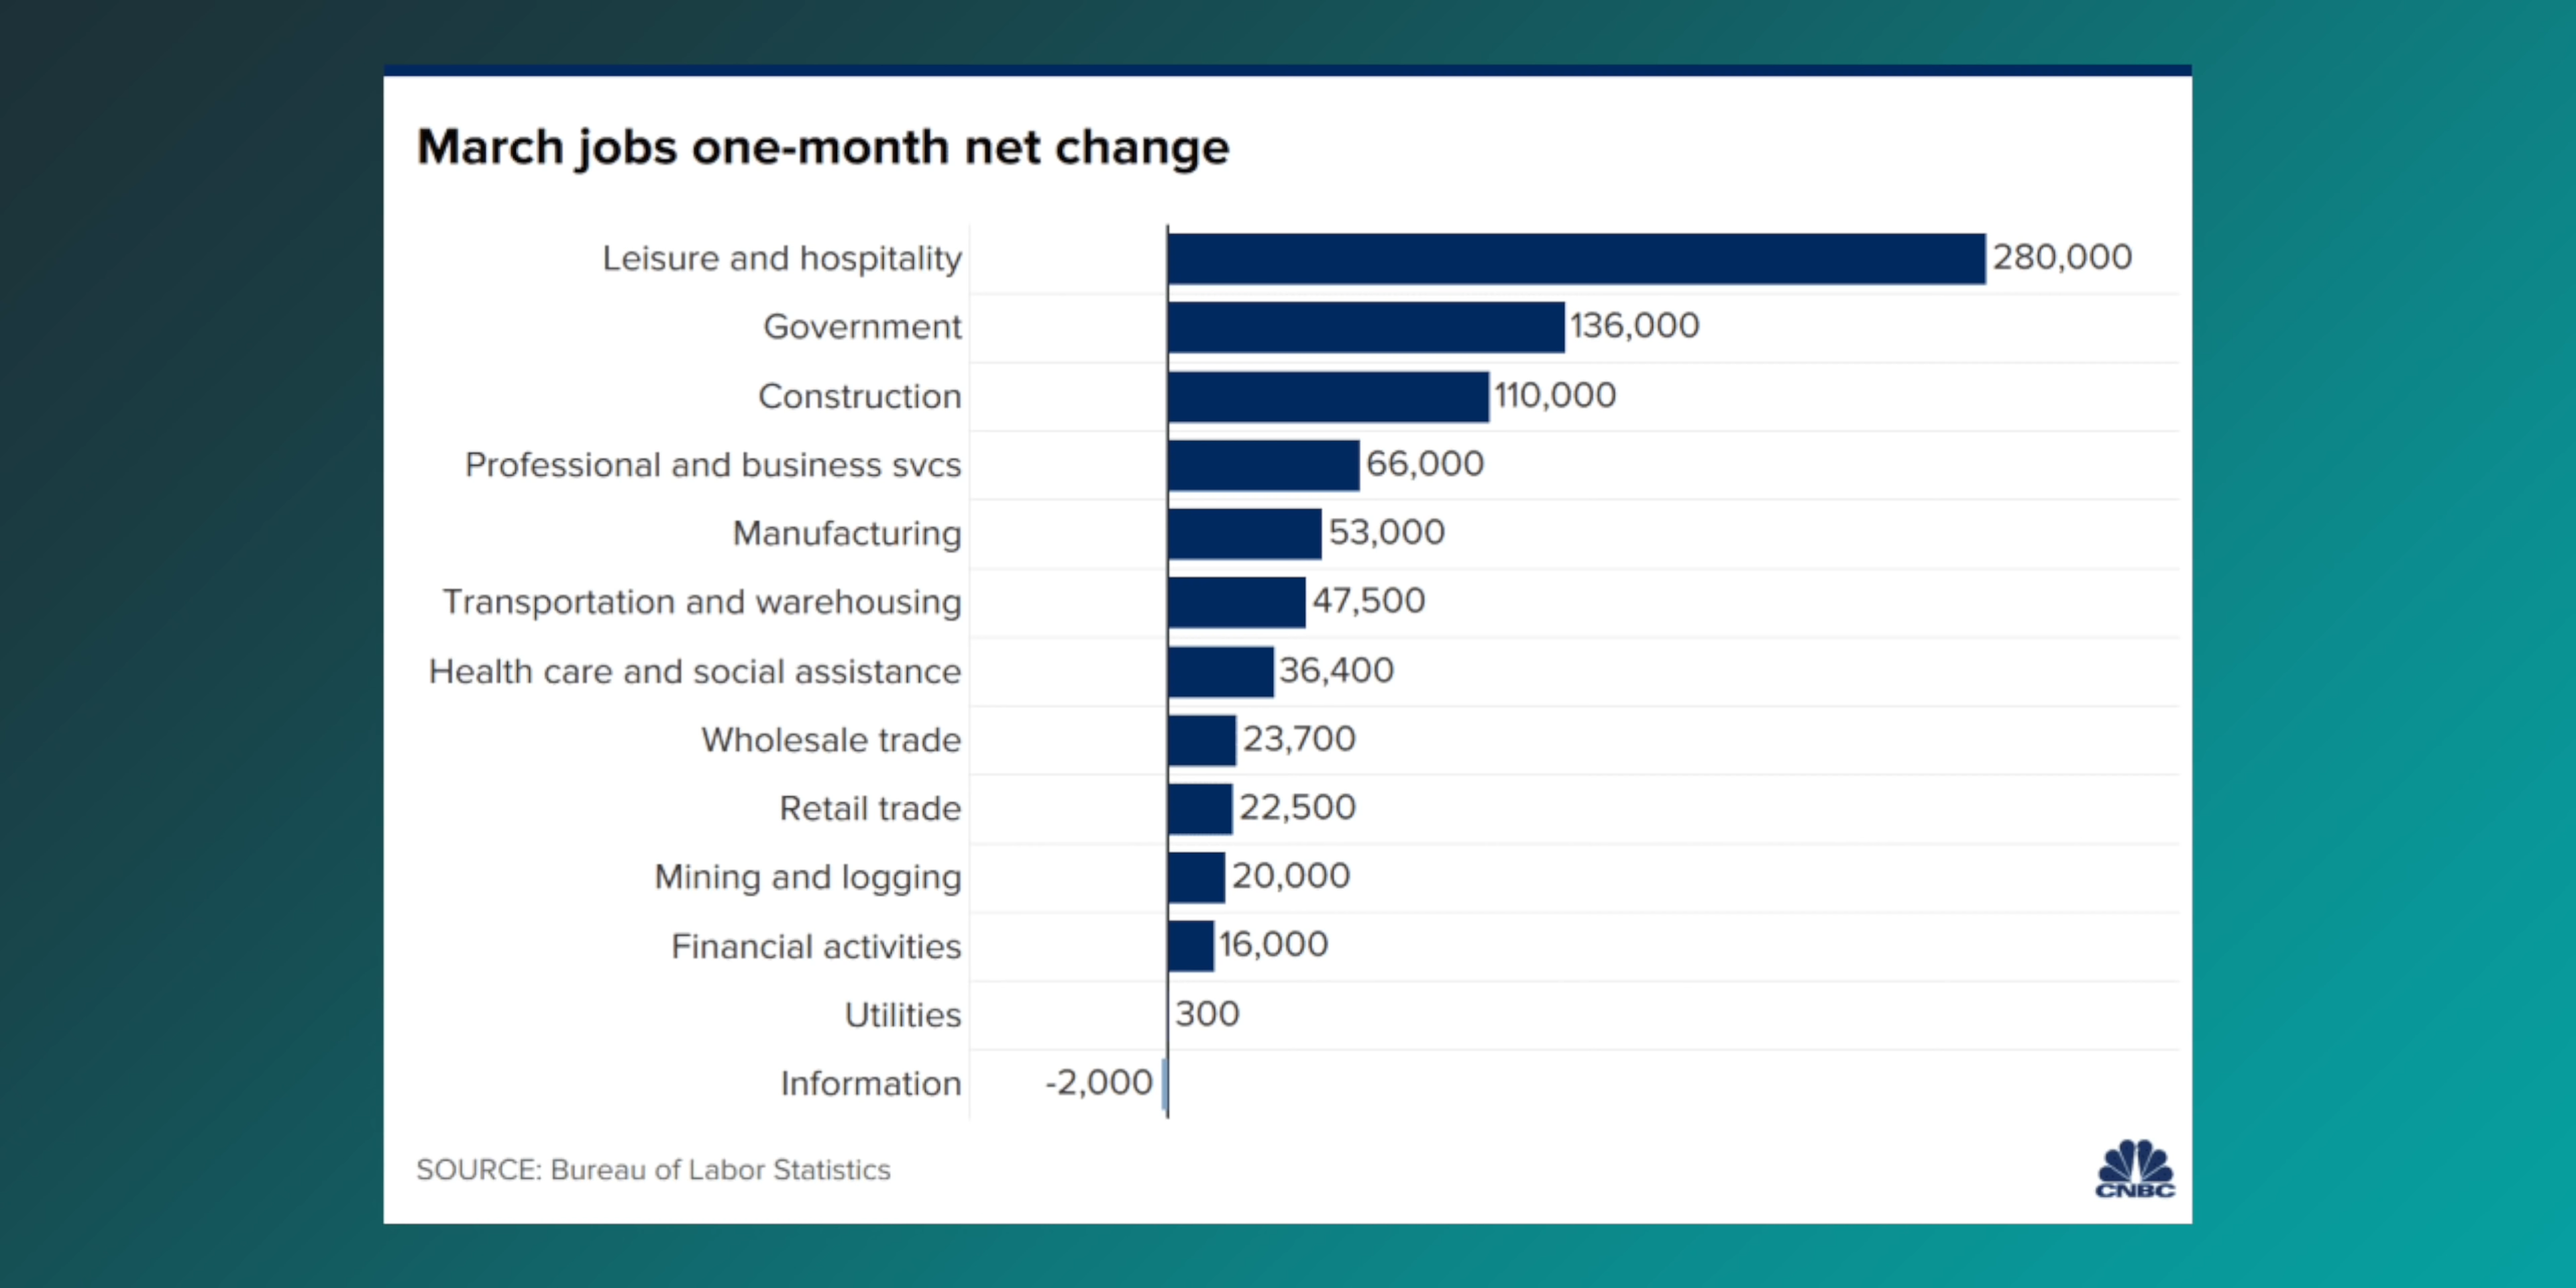 March jobs one-month net change
Leisure and hospitality 280,000
Government 136,000
Construction 110,000
Professional and business svcs 66,000
Manufacturing 53,000
Transportation and warehousing 47,500
Health care and social assistance 36,400
Wholesale trade 23,700
Retail trade 22,500
Mining and logging 20,000
Financial activities 16,000
Utilities 300
Information -2,000
SOURCE: Bureau of Labor Statistics
CNBC